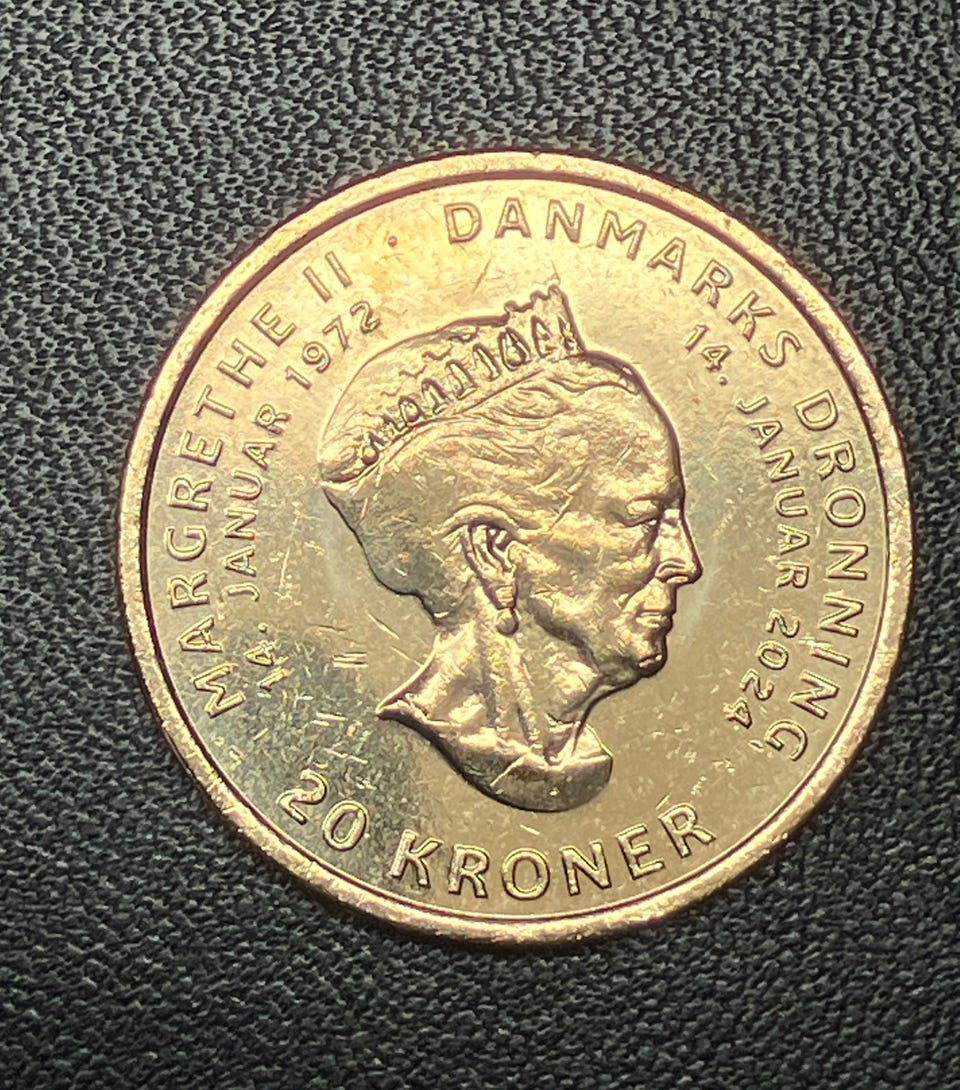 MARGRETHE II · DANMARKS DRONNING
14. JANUAR 1972
14. JANUAR 2024
20 KRONER